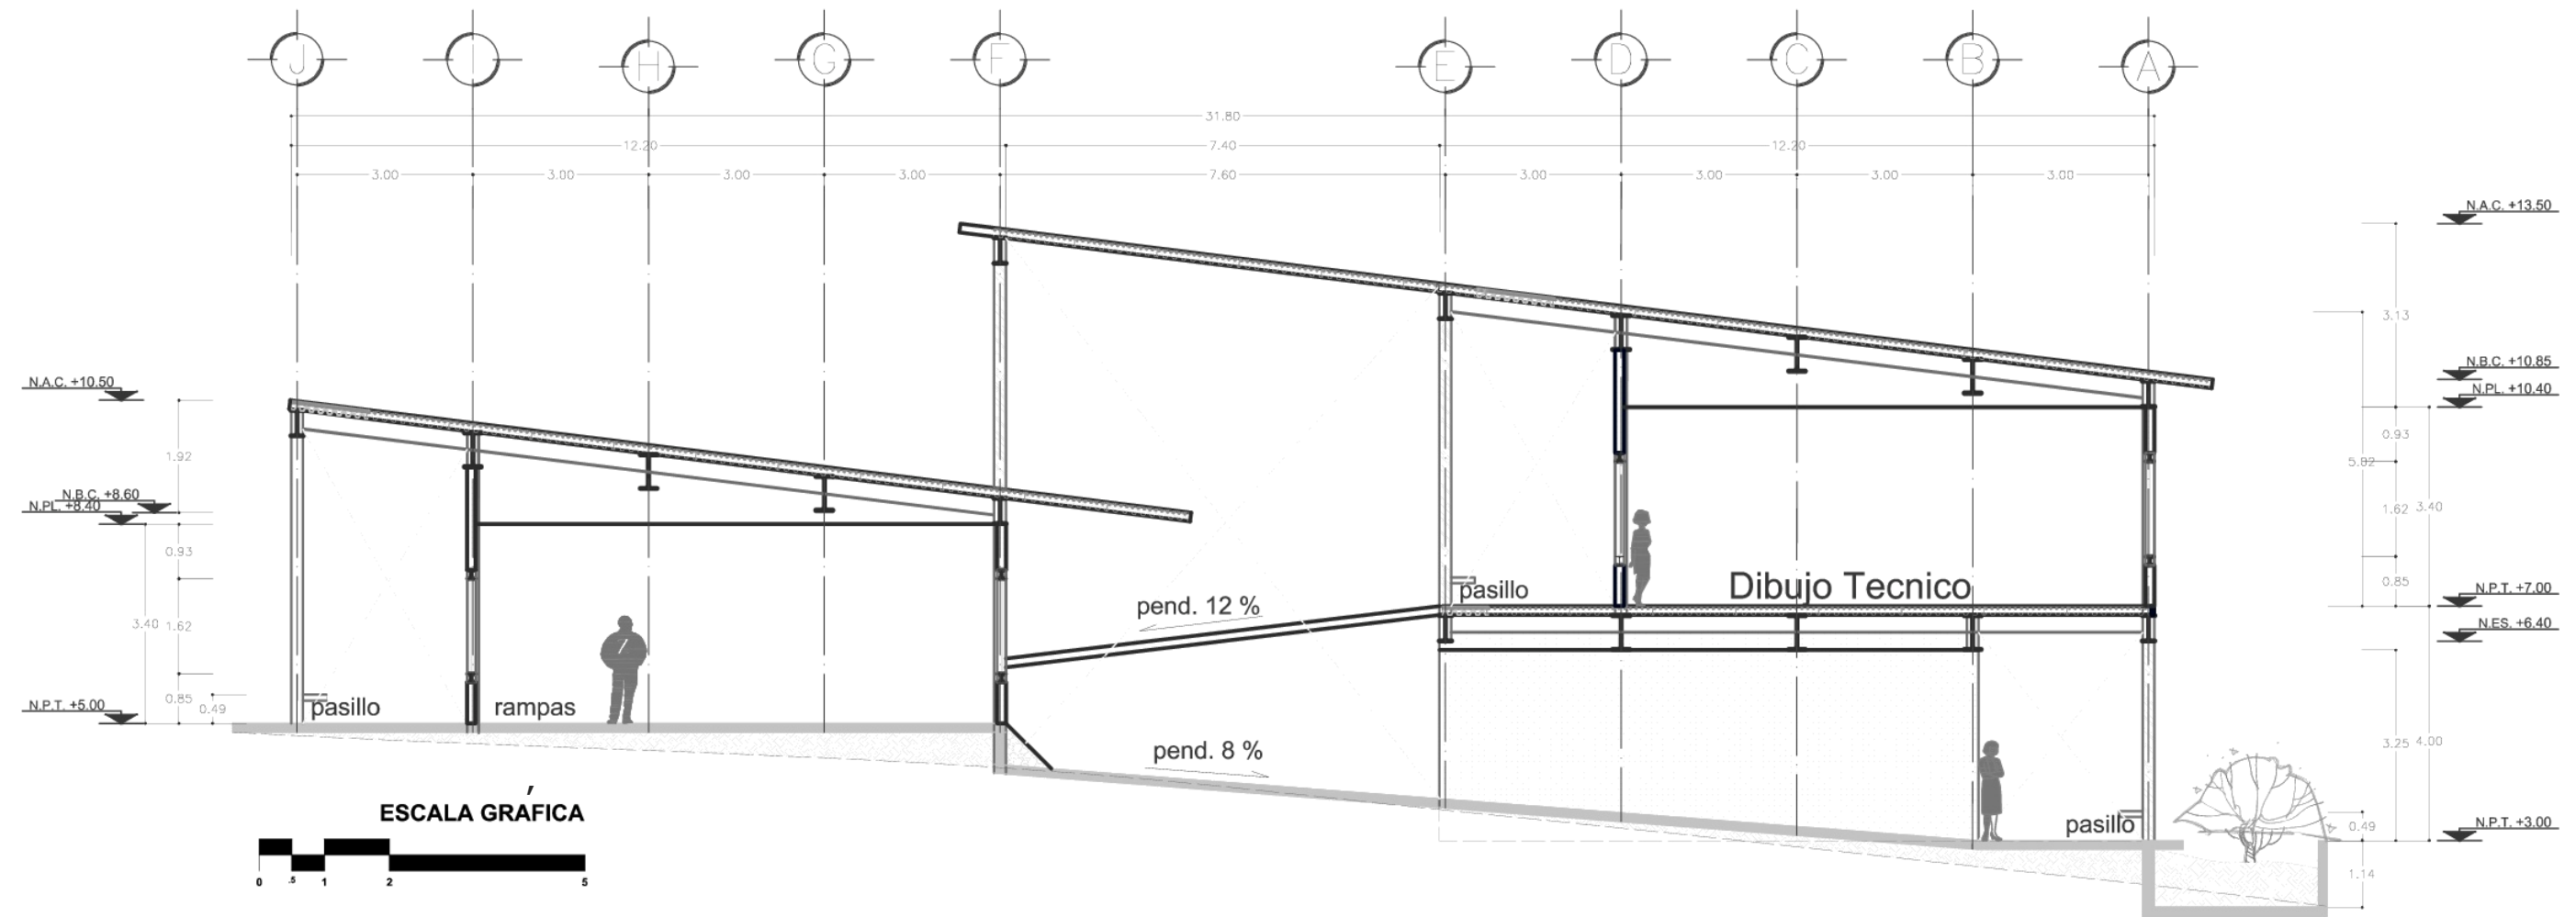 J I H G F E D C B A
31.80
12.20 7.40 12.20
3.00 3.00 3.00 3.00 7.60 3.00 3.00 3.00 3.00
N.A.C. +10.50
N.B.C. +8.60
N.PL. +8.40
N.P.T. +5.00
1.92
0.93
3.40 1.62
0.85
0.49
pasillo
rampas
7
pend. 12 %
pend. 8 %
pasillo
Dibujo Tecnico
pasillo
N.A.C. +13.50
N.B.C. +10.85
N.PL. +10.40
N.P.T. +7.00
N.ES. +6.40
N.P.T. +3.00
3.13
0.93
5.02
1.62 3.40
0.85
3.25 4.00
0.49
1.14
ESCALA GRÁFICA
0 .5 1 2 5